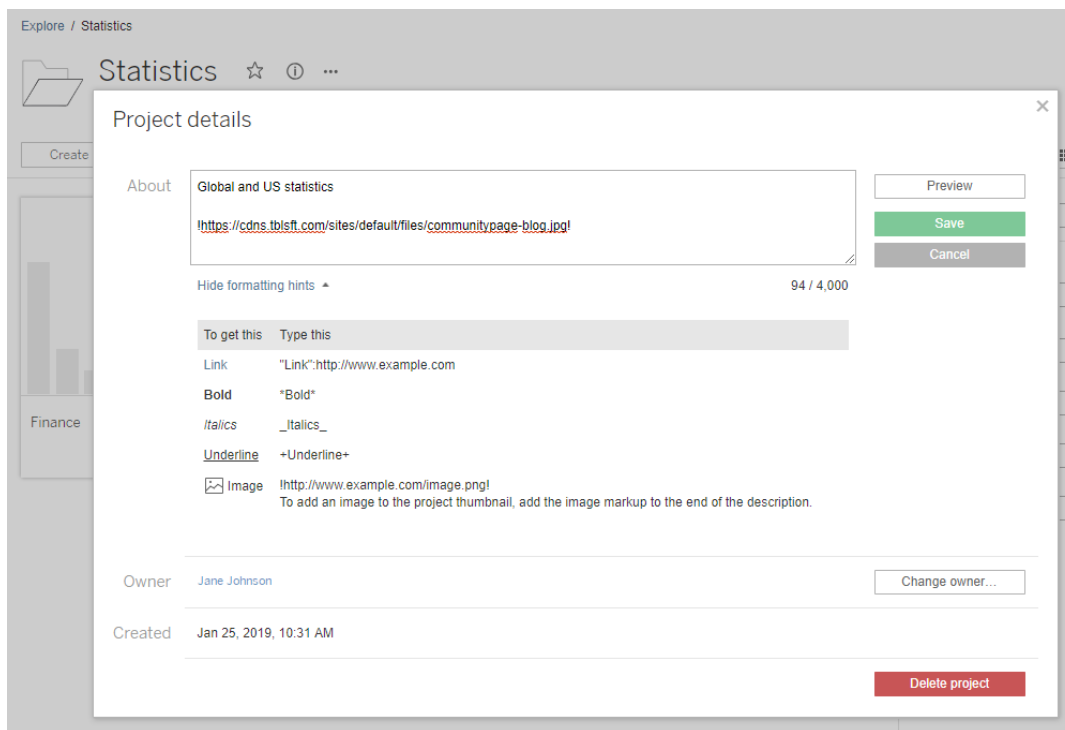 Explore / Statistics
Statistics
Project details
Create
About
Global and US statistics
!https://cdns.tblsft.com/sites/default/files/communitypage-blog.jpg!
Preview
Save
Cancel
Hide formatting hints
94 / 4,000
To get this Type this
Link "Link":http://www.example.com
Bold *Bold*
Italics _Italics_
Underline +Underline+
Image !http://www.example.com/image.png!
To add an image to the project thumbnail, add the image markup to the end of the description.
Finance
Owner Jane Johnson Change owner...
Created Jan 25, 2019, 10:31 AM
Delete project